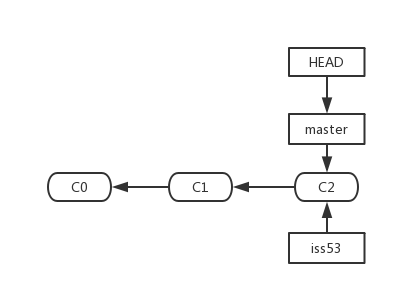 HEAD
master
C0
C1
C2
iss53